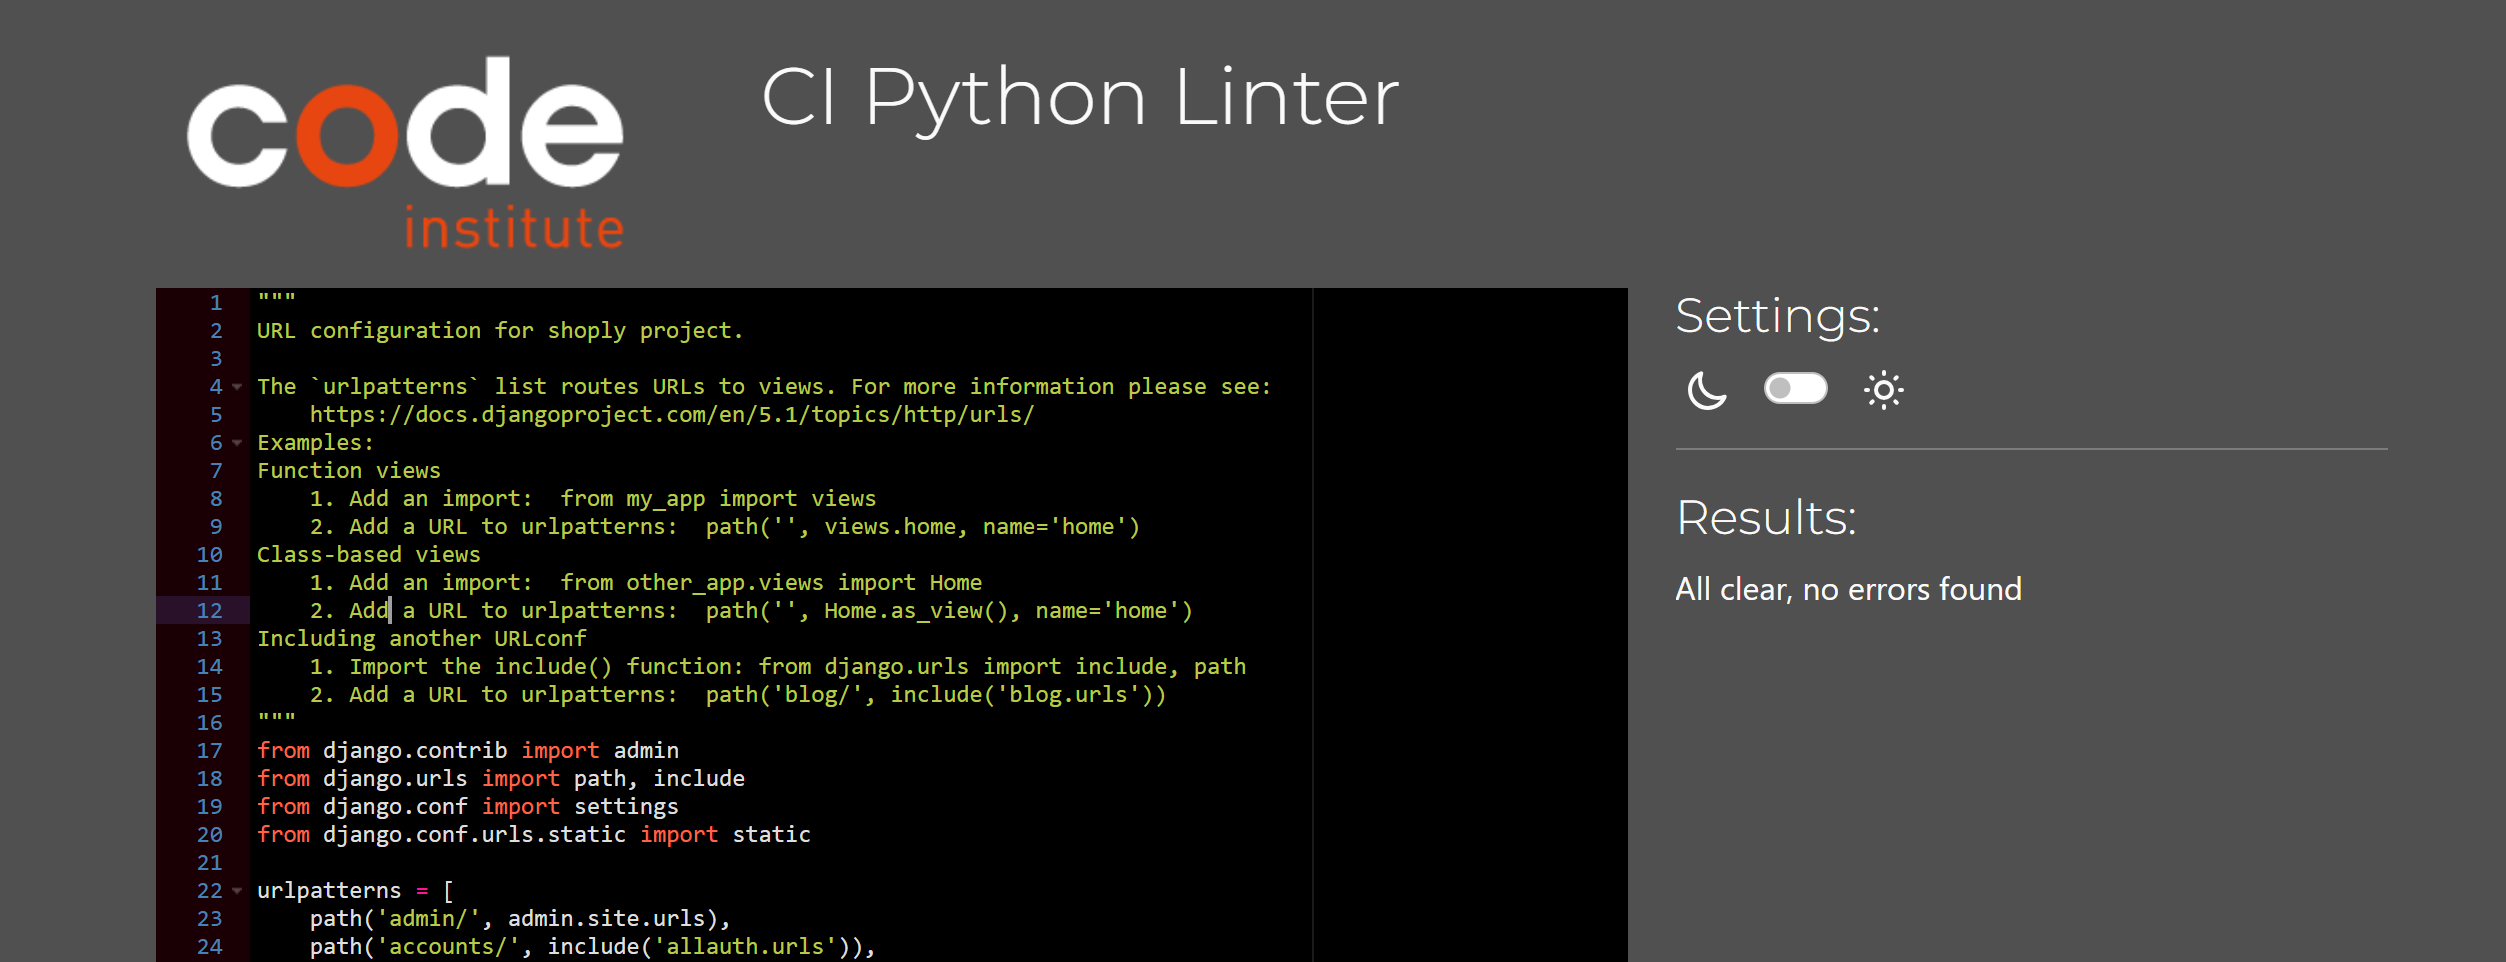 code
institute
CI Python Linter
1 """
2 URL configuration for shoply project.
3
4 The `urlpatterns` list routes URLs to views. For more information please see:
5     https://docs.djangoproject.com/en/5.1/topics/http/urls/
6 Examples:
7 Function views
8     1. Add an import:  from my_app import views
9     2. Add a URL to urlpatterns:  path('', views.home, name='home')
10 Class-based views
11     1. Add an import:  from other_app.views import Home
12     2. Add a URL to urlpatterns:  path('', Home.as_view(), name='home')
13 Including another URLconf
14     1. Import the include() function: from django.urls import include, path
15     2. Add a URL to urlpatterns:  path('blog/', include('blog.urls'))
16 """
17 from django.contrib import admin
18 from django.urls import path, include
19 from django.conf import settings
20 from django.conf.urls.static import static
21
22 urlpatterns = [
23     path('admin/', admin.site.urls),
24     path('accounts/', include('allauth.urls')),
Settings:
Results:
All clear, no errors found